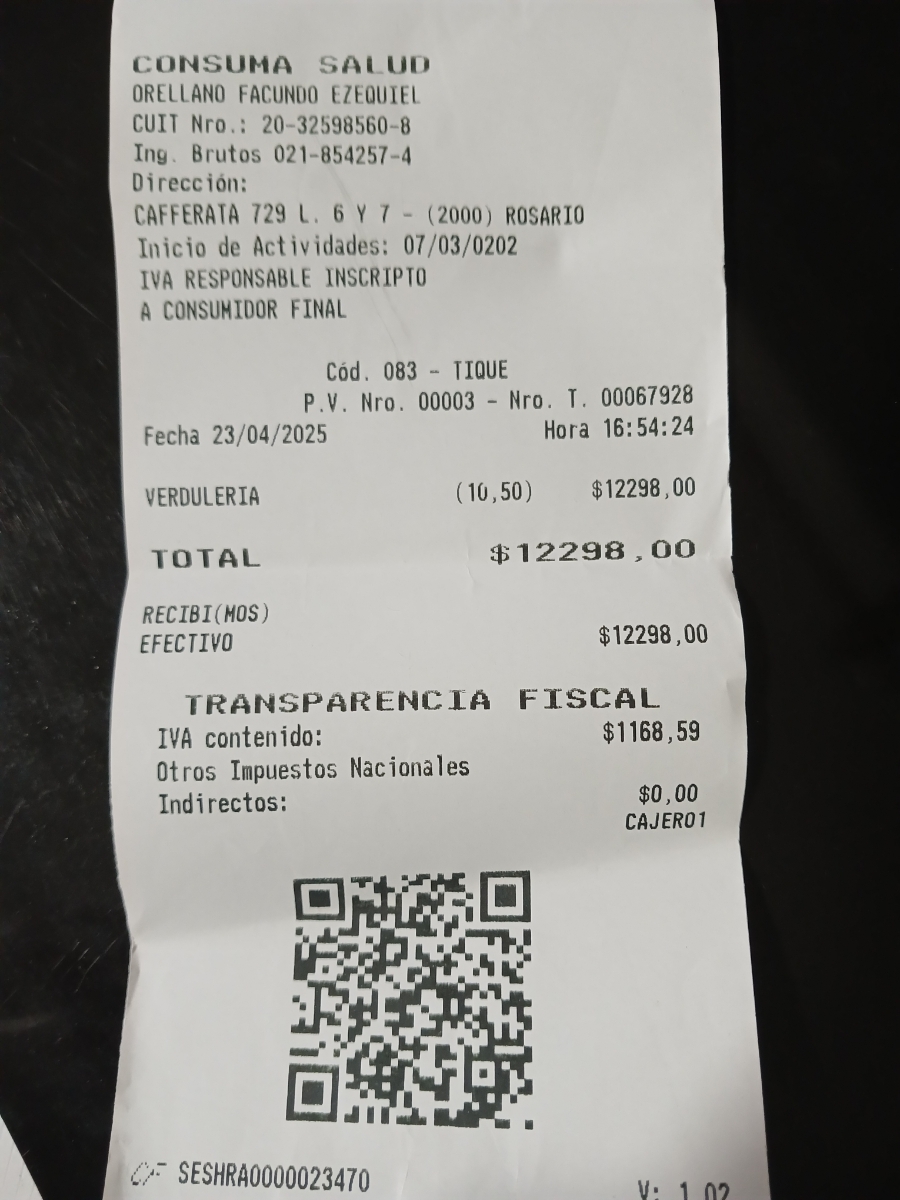 CONSUMA SALUD
ORELLANO FACUNDO EZEQUIEL
CUIT Nro.: 20-32598560-8
Ing. Brutos 021-854257-4
Dirección:
CAFFERATA 729 L. 6 Y 7 - (2000) ROSARIO
Inicio de Actividades: 07/03/0202
IVA RESPONSABLE INSCRIPTO
A CONSUMIDOR FINAL
Cód. 083 - TIQUE
P.V. Nro. 00003 - Nro. T. 00067928
Fecha 23/04/2025 Hora 16:54:24
VERDULERIA (10,50) $12298,00
TOTAL $12298,00
RECIBI(MOS)
EFECTIVO $12298,00
TRANSPARENCIA FISCAL
IVA contenido: $1168,59
Otros Impuestos Nacionales
Indirectos: $0,00
CAJERO1
CF SESHRA0000023470 V: 1.02